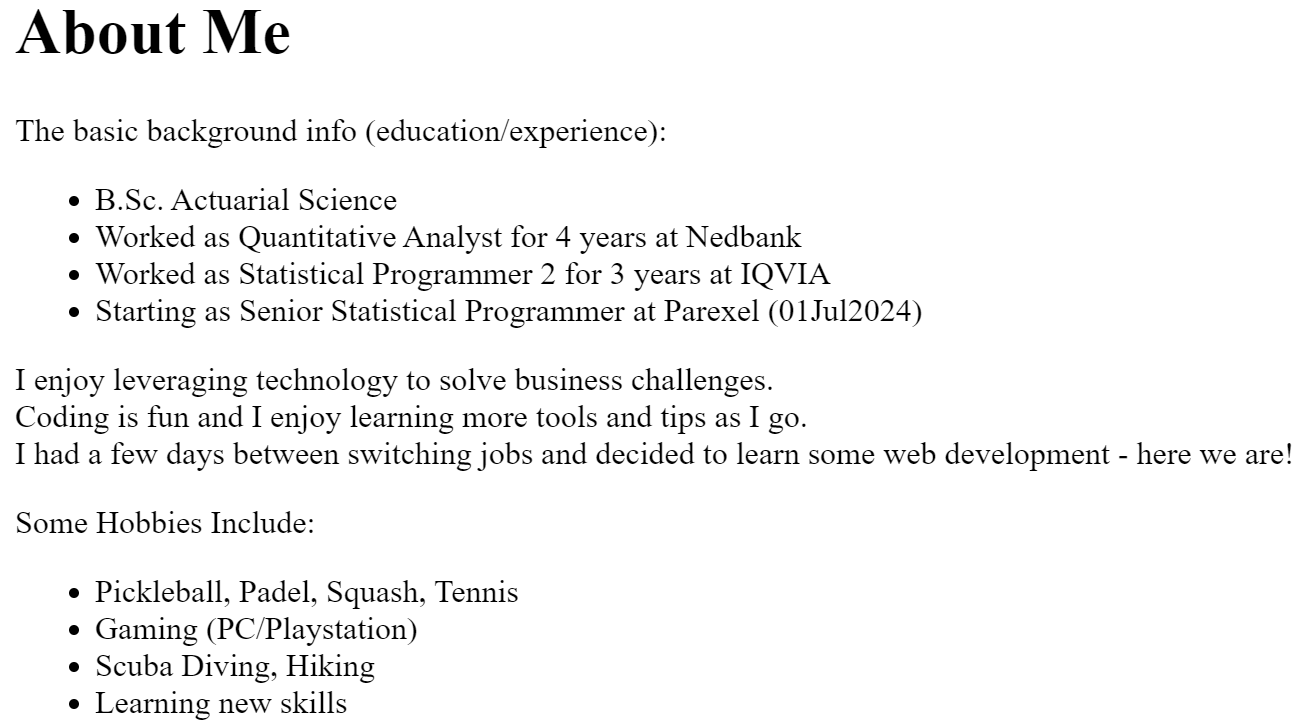 About Me
The basic background info (education/experience):
• B.Sc. Actuarial Science
• Worked as Quantitative Analyst for 4 years at Nedbank
• Worked as Statistical Programmer 2 for 3 years at IQVIA
• Starting as Senior Statistical Programmer at Parexel (01Jul2024)
I enjoy leveraging technology to solve business challenges.
Coding is fun and I enjoy learning more tools and tips as I go.
I had a few days between switching jobs and decided to learn some web development - here we are!
Some Hobbies Include:
• Pickleball, Padel, Squash, Tennis
• Gaming (PC/Playstation)
• Scuba Diving, Hiking
• Learning new skills